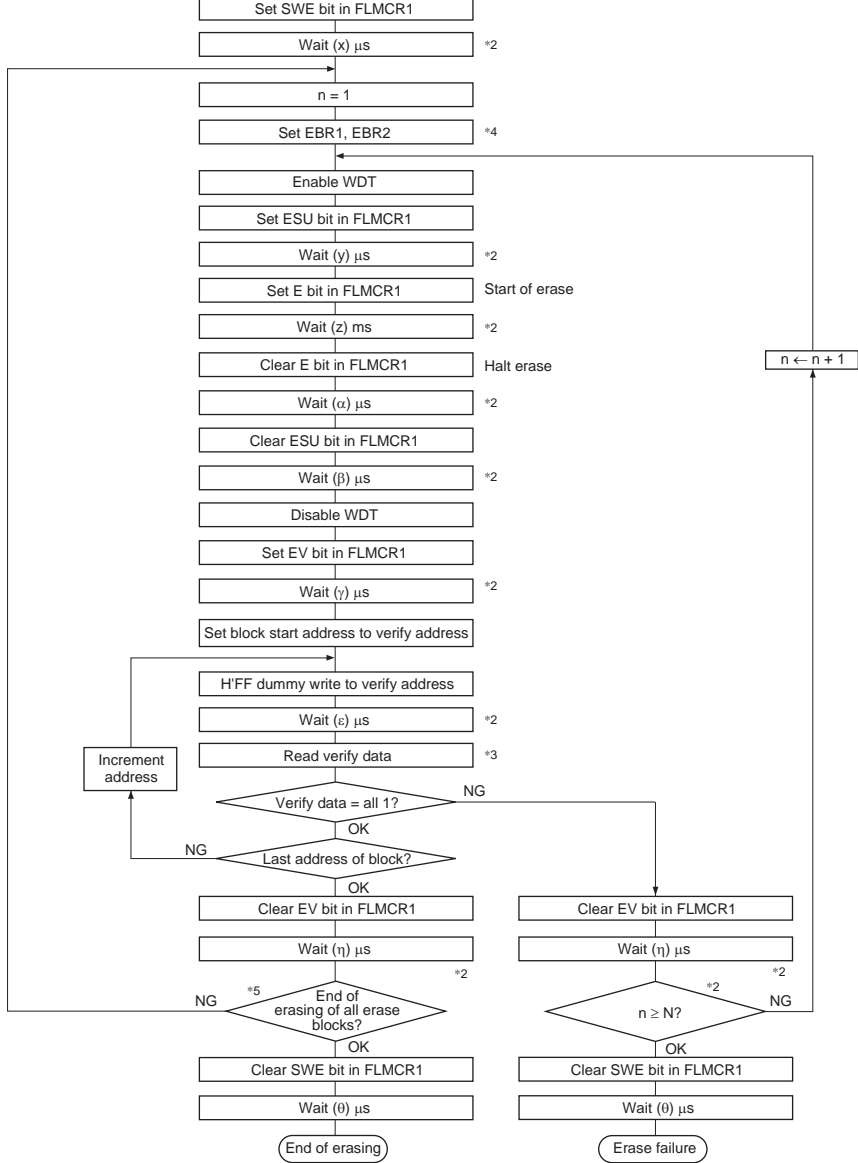 Set SWE bit in FLMCR1
Wait (x) μs
*2
n = 1
Set EBR1, EBR2
*4
Enable WDT
Set ESU bit in FLMCR1
Wait (y) μs
*2
Set E bit in FLMCR1
Start of erase
Wait (z) ms
*2
Clear E bit in FLMCR1
Halt erase
n ← n + 1
Wait (α) μs
*2
Clear ESU bit in FLMCR1
Wait (β) μs
*2
Disable WDT
Set EV bit in FLMCR1
Wait (γ) μs
*2
Set block start address to verify address
H'FF dummy write to verify address
Wait (ε) μs
*2
Increment
address
Read verify data
*3
Verify data = all 1?
NG
OK
NG
Last address of block?
OK
Clear EV bit in FLMCR1
Clear EV bit in FLMCR1
Wait (η) μs
Wait (η) μs
*2
*2
NG
*5
End of
erasing of all erase
blocks?
*2
n ≥ N?
NG
OK
OK
Clear SWE bit in FLMCR1
Clear SWE bit in FLMCR1
Wait (θ) μs
Wait (θ) μs
End of erasing
Erase failure